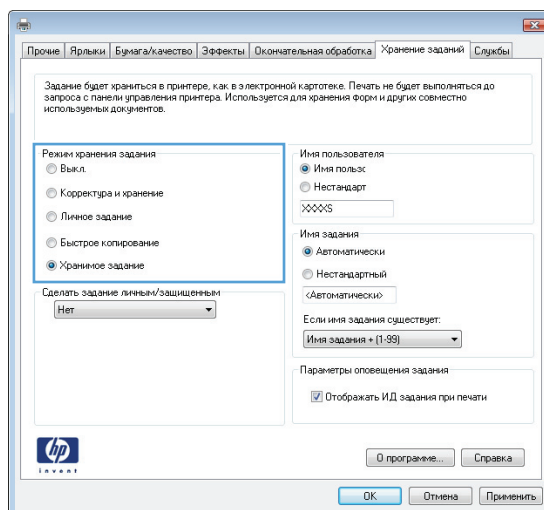 Прочие
Ярлыки
Бумага/качество
Эффекты
Окончательная обработка
Хранение заданий
Службы
Задание будет храниться в принтере, как в электронной картотеке. Печать не будет выполняться до
запроса с панели управления принтера. Используется для хранения форм и других совместно
используемых документов.
Режим хранения задания
Выкл.
Корректура и хранение
Личное задание
Быстрое копирование
Хранимое задание
Сделать задание личным/защищенным
Нет
Имя пользователя
Имя пользс
Нестандарт
XXXXS
Имя задания
Автоматически
Нестандартный
<Автоматически>
Если имя задания существует:
Имя задания + (1-99)
Параметры оповещения задания
Отображать ИД задания при печати
hp
invent
О программе...
Справка
OK
Отмена
Применить